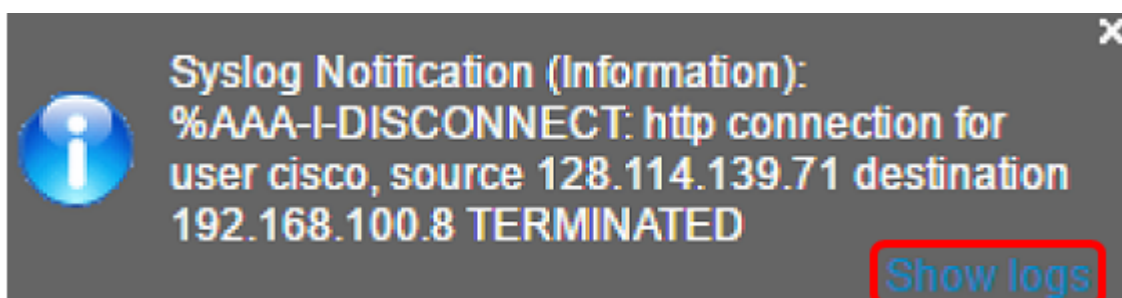 Syslog Notification (Information):
%AAA-I-DISCONNECT: http connection for
user cisco, source 128.114.139.71 destination
192.168.100.8 TERMINATED
Show logs